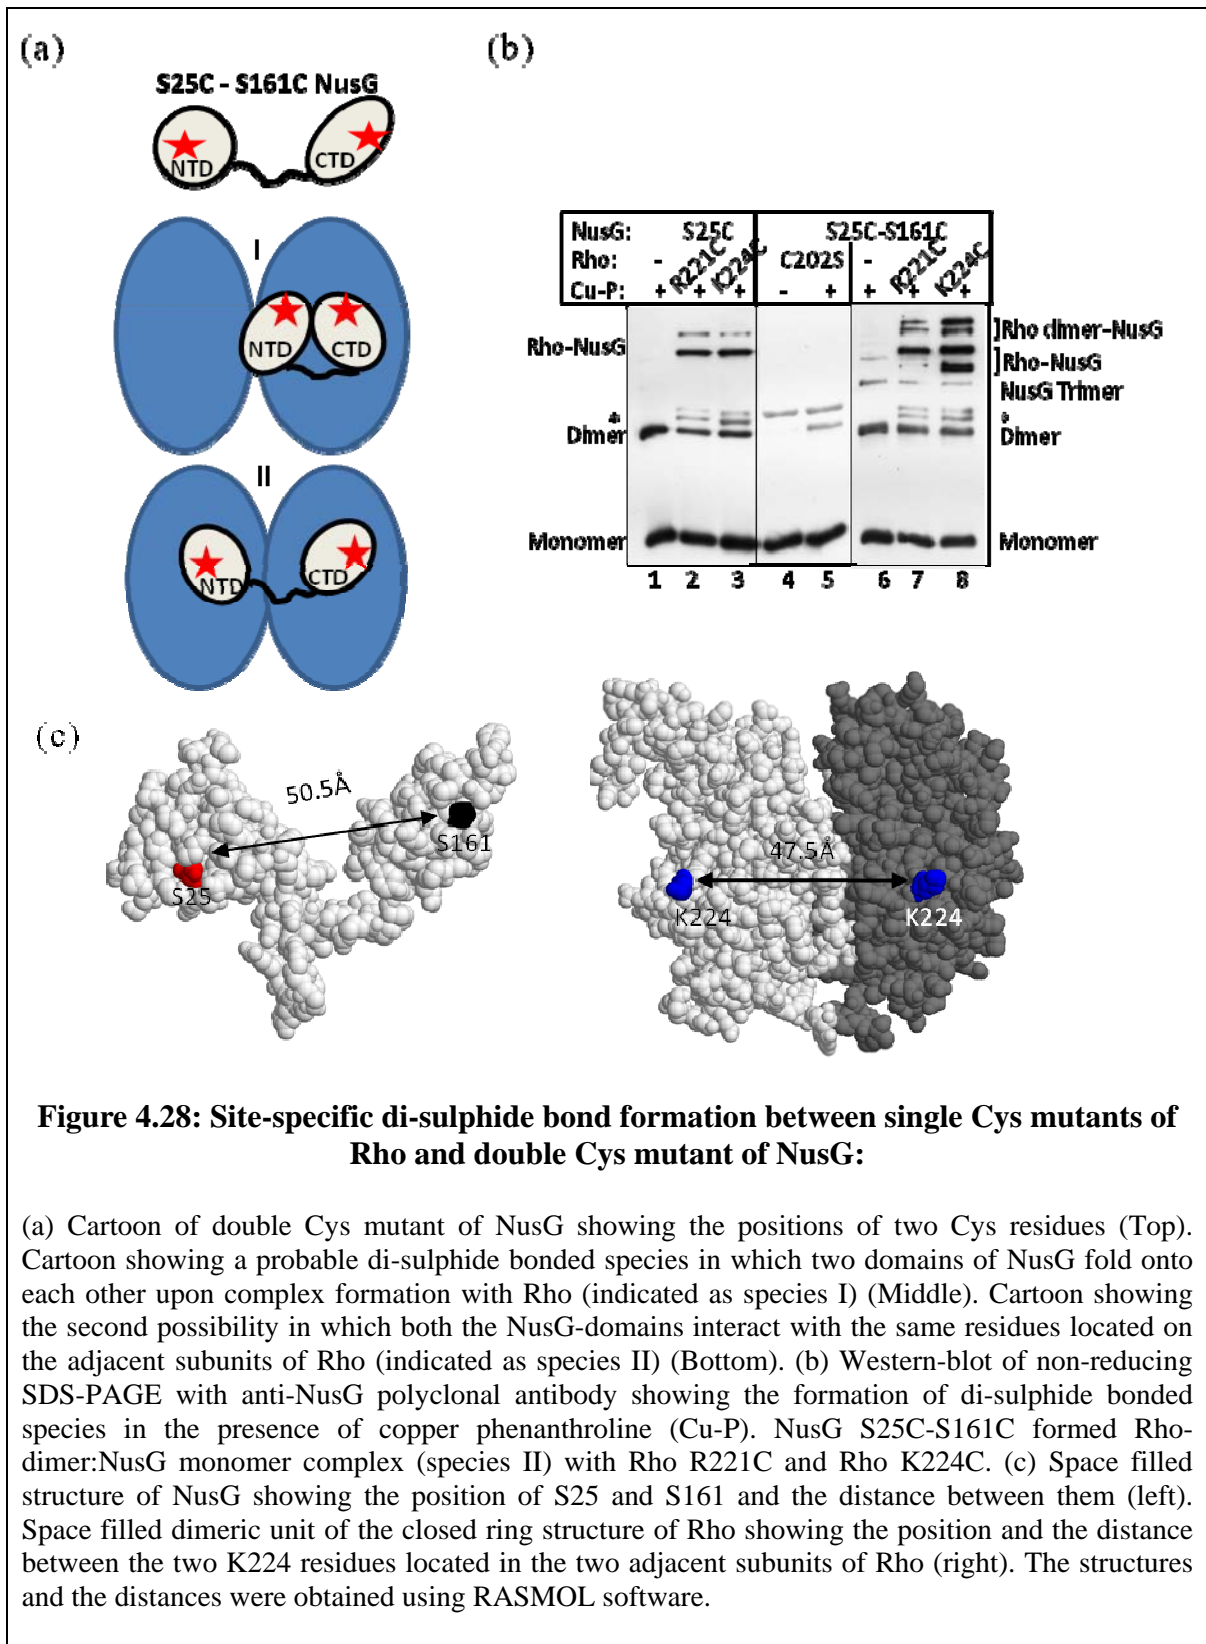 (a)
S25C - S161C NusG
NTD
CTD
I
NTD
CTD
II
NTD
CTD
(b)
NusG: S25C S25C-S161C
Rho: - R221C K224C C202S - R221C K224C
Cu-P: + + + - + + + +
Rho-NusG
*
Dimer
Monomer
]Rho dimer-NusG
]Rho-NusG
NusG Trimer
*
Dimer
Monomer
1 2 3 4 5 6 7 8
(c)
50.5Å
S25
S161
47.5Å
K224
K224
Figure 4.28: Site-specific di-sulphide bond formation between single Cys mutants of
Rho and double Cys mutant of NusG:
(a) Cartoon of double Cys mutant of NusG showing the positions of two Cys residues (Top).
Cartoon showing a probable di-sulphide bonded species in which two domains of NusG fold onto
each other upon complex formation with Rho (indicated as species I) (Middle). Cartoon showing
the second possibility in which both the NusG-domains interact with the same residues located on
the adjacent subunits of Rho (indicated as species II) (Bottom). (b) Western-blot of non-reducing
SDS-PAGE with anti-NusG polyclonal antibody showing the formation of di-sulphide bonded
species in the presence of copper phenanthroline (Cu-P). NusG S25C-S161C formed Rho-
dimer:NusG monomer complex (species II) with Rho R221C and Rho K224C. (c) Space filled
structure of NusG showing the position of S25 and S161 and the distance between them (left).
Space filled dimeric unit of the closed ring structure of Rho showing the position and the distance
between the two K224 residues located in the two adjacent subunits of Rho (right). The structures
and the distances were obtained using RASMOL software.